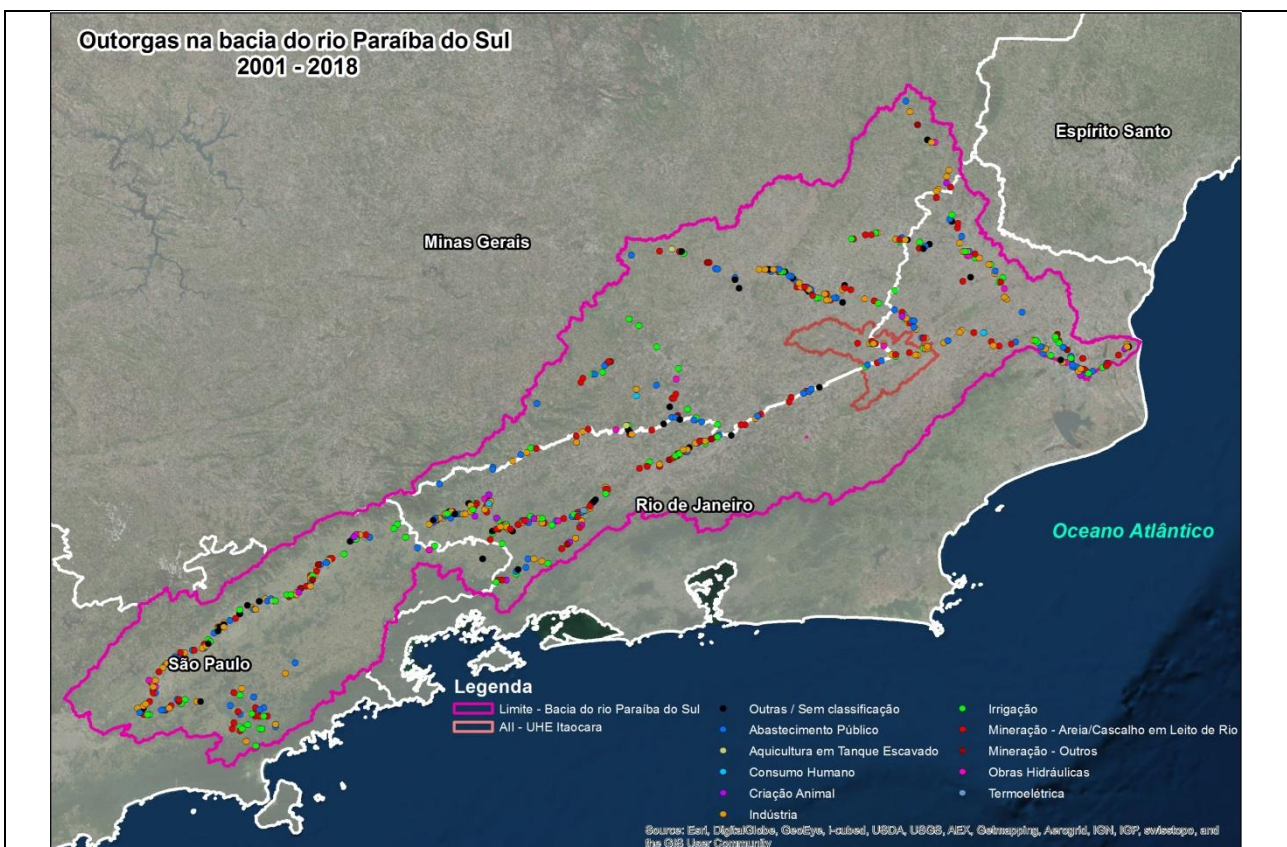 Outorgas na bacia do rio Paraíba do Sul
2001 - 2018
Espírito Santo
Minas Gerais
Rio de Janeiro
Oceano Atlântico
São Paulo
Legenda
Limite - Bacia do rio Paraíba do Sul
AII - UHE Itaocara
Outras / Sem classificação
Abastecimento Público
Aquicultura em Tanque Escavado
Consumo Humano
Criação Animal
Indústria
Irrigação
Mineração - Areia/Cascalho em Leito de Rio
Mineração - Outros
Obras Hidráulicas
Termoelétrica
Source: Esri, DigitalGlobe, GeoEye, i-cubed, USDA, USGS, AEX, Getmapping, Aerogrid, IGN, IGP, swisstopo, and
the GIS User Community